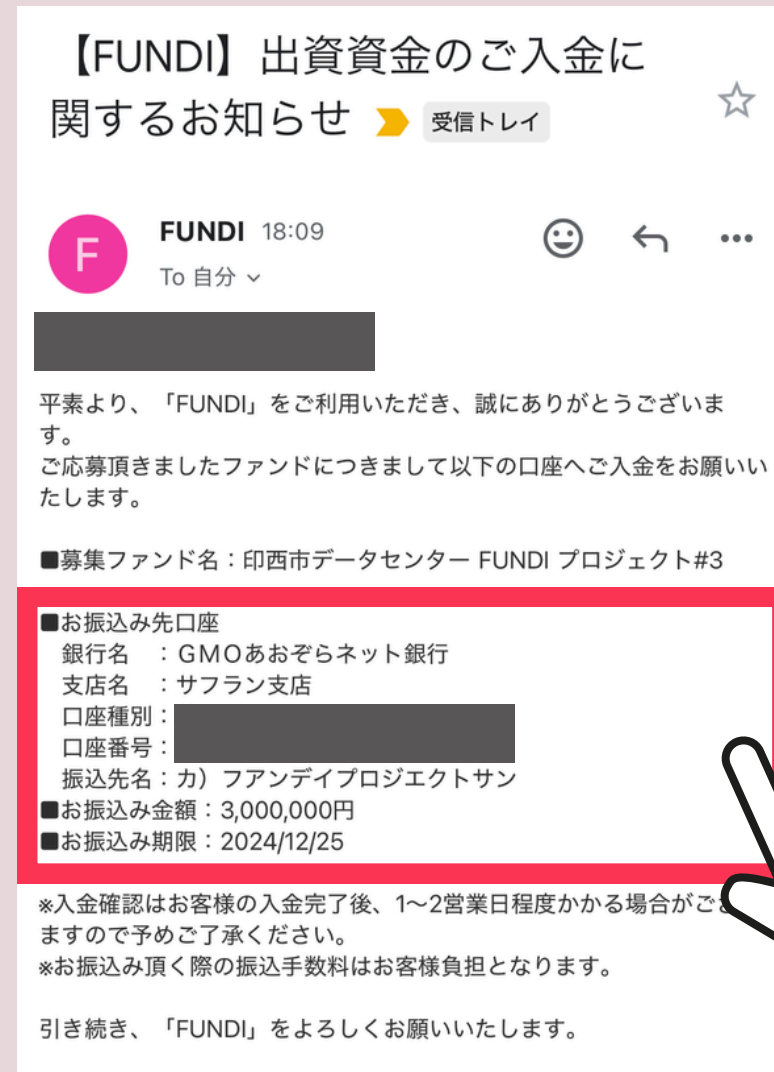 【FUNDI】出資資金のご入金に
関するお知らせ 受信トレイ
F
FUNDI 18:09
To 自分
平素より、「FUNDI」をご利用いただき、誠にありがとうございま
す。
ご応募頂きましたファンドにつきまして以下の口座へご入金をお願いい
たします。
■募集ファンド名：印西市データセンター FUNDI プロジェクト#3
■お振込み先口座
銀行名　：ＧＭＯあおぞらネット銀行
支店名　：サフラン支店
口座種別：
口座番号：
振込先名：カ）フアンデイプロジエクトサン
■お振込み金額：3,000,000円
■お振込み期限：2024/12/25
※入金確認はお客様の入金完了後、1〜2営業日程度かかる場合がござ
ますので予めご了承ください。
※お振込み頂く際の振込手数料はお客様負担となります。
引き続き、「FUNDI」をよろしくお願いいたします。